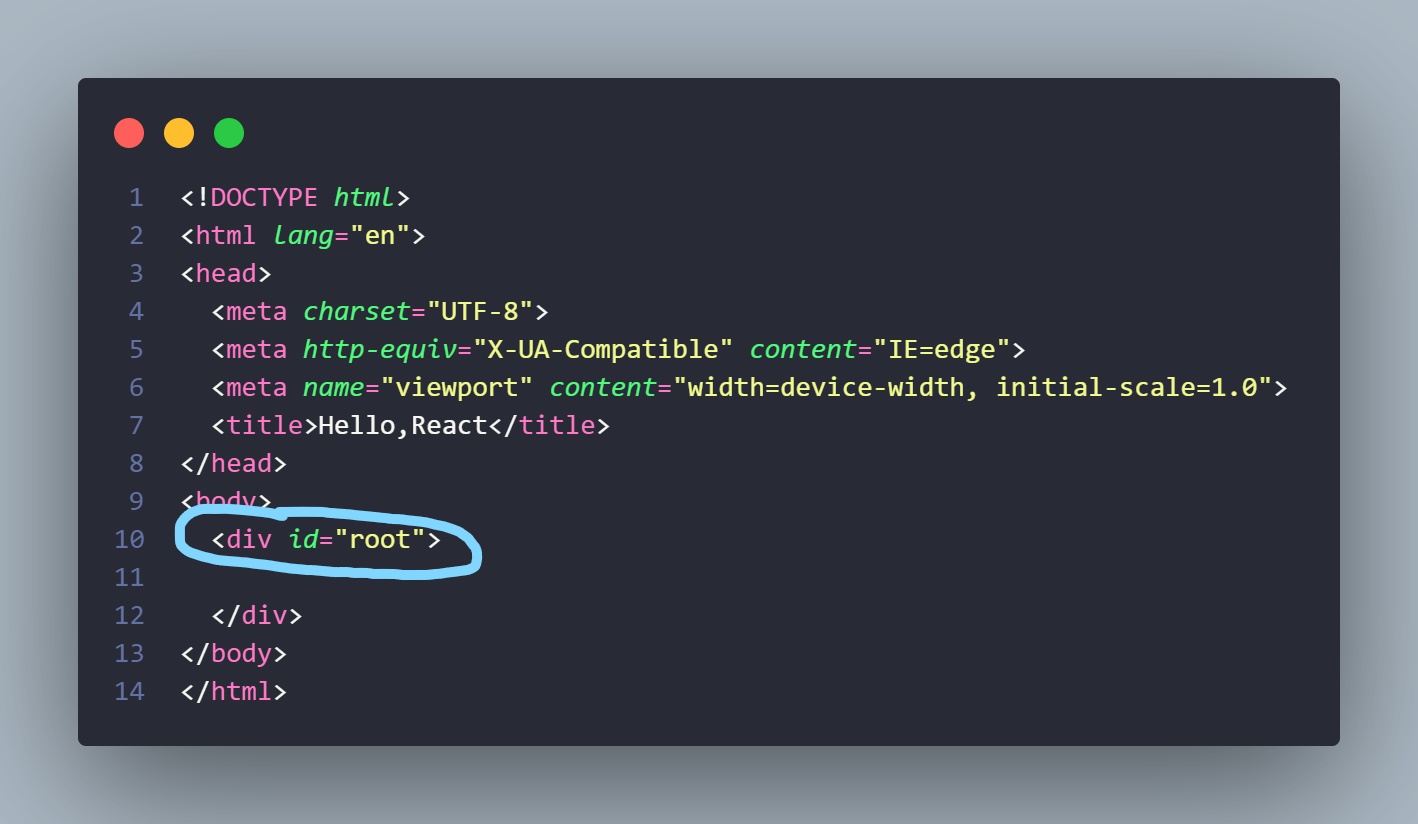 1 <!DOCTYPE html>
2 <html lang="en">
3 <head>
4   <meta charset="UTF-8">
5   <meta http-equiv="X-UA-Compatible" content="IE=edge">
6   <meta name="viewport" content="width=device-width, initial-scale=1.0">
7   <title>Hello,React</title>
8 </head>
9 <body>
10   <div id="root">
11
12   </div>
13 </body>
14 </html>